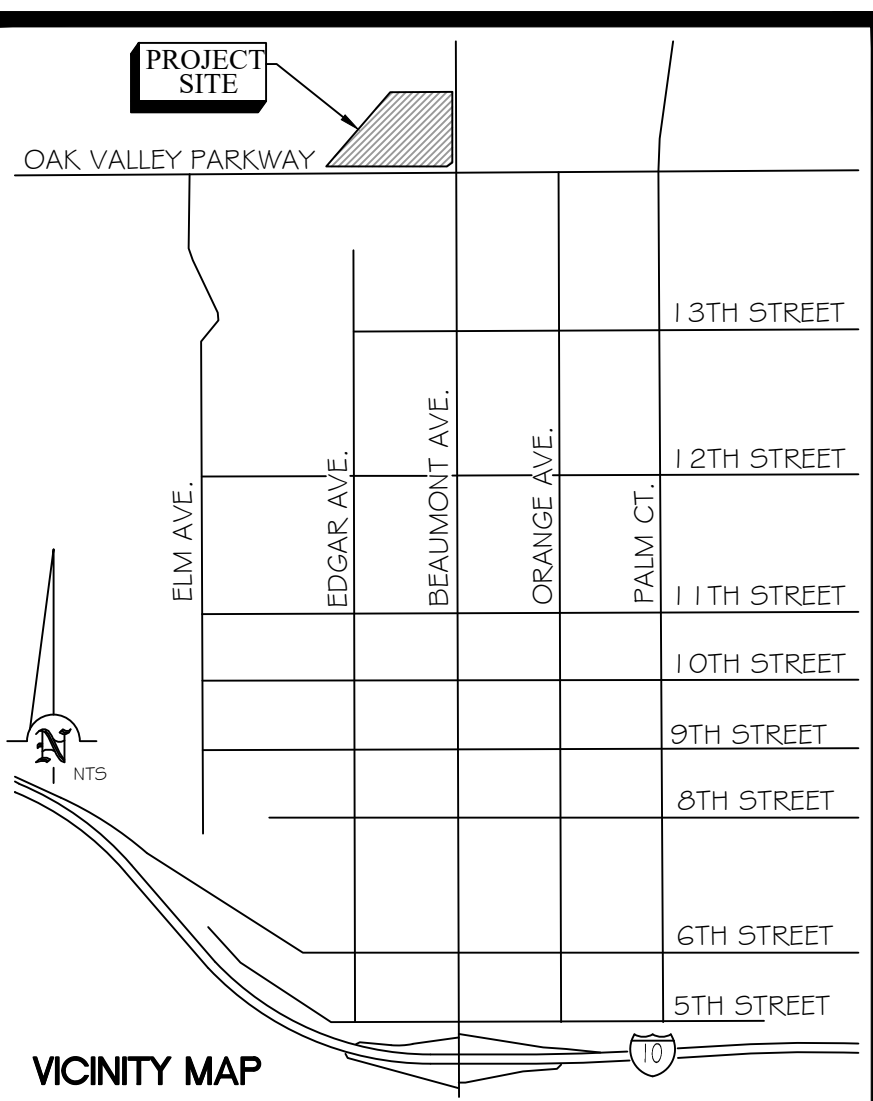 PROJECT
SITE
OAK VALLEY PARKWAY
13TH STREET
12TH STREET
ELM AVE.
EDGAR AVE.
BEAUMONT AVE.
ORANGE AVE.
PALM CT.
11TH STREET
10TH STREET
9TH STREET
N
NTS
8TH STREET
6TH STREET
5TH STREET
10
VICINITY MAP